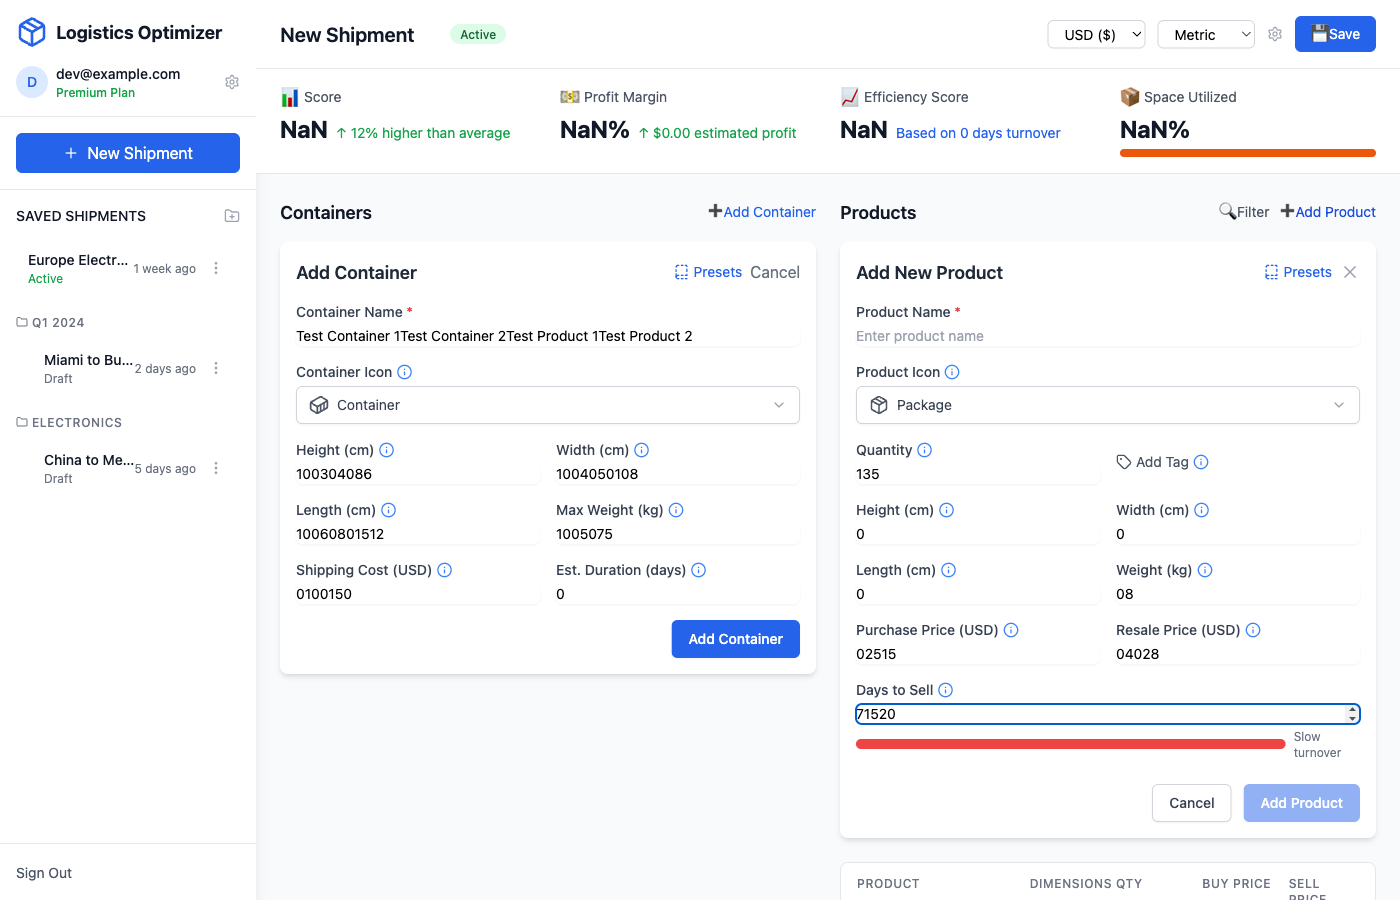 Logistics Optimizer
D
dev@example.com
Premium Plan
+ New Shipment
SAVED SHIPMENTS
Europe Electr...
1 week ago
Active
Q1 2024
Miami to Bu...
2 days ago
Draft
ELECTRONICS
China to Me...
5 days ago
Draft
Sign Out
New Shipment
Active
USD ($)
Metric
Save
Score
NaN ↑ 12% higher than average
Profit Margin
NaN% ↑ $0.00 estimated profit
Efficiency Score
NaN Based on 0 days turnover
Space Utilized
NaN%
Containers
Add Container
Add Container
Presets
Cancel
Container Name *
Test Container 1Test Container 2Test Product 1Test Product 2
Container Icon
Container
Height (cm)
Width (cm)
100304086
1004050108
Length (cm)
Max Weight (kg)
10060801512
1005075
Shipping Cost (USD)
Est. Duration (days)
0100150
0
Add Container
Products
Filter
Add Product
Add New Product
Presets
Product Name *
Enter product name
Product Icon
Package
Quantity
135
Add Tag
Height (cm)
Width (cm)
0
0
Length (cm)
Weight (kg)
0
08
Purchase Price (USD)
Resale Price (USD)
02515
04028
Days to Sell
71520
Slow
turnover
Cancel
Add Product
PRODUCT
DIMENSIONS
QTY
BUY PRICE
SELL
PRICE